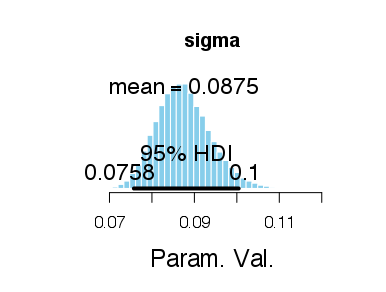 sigma
mean = 0.0875
95% HDI
0.0758 0.1
0.07 0.09 0.11
Param. Val.